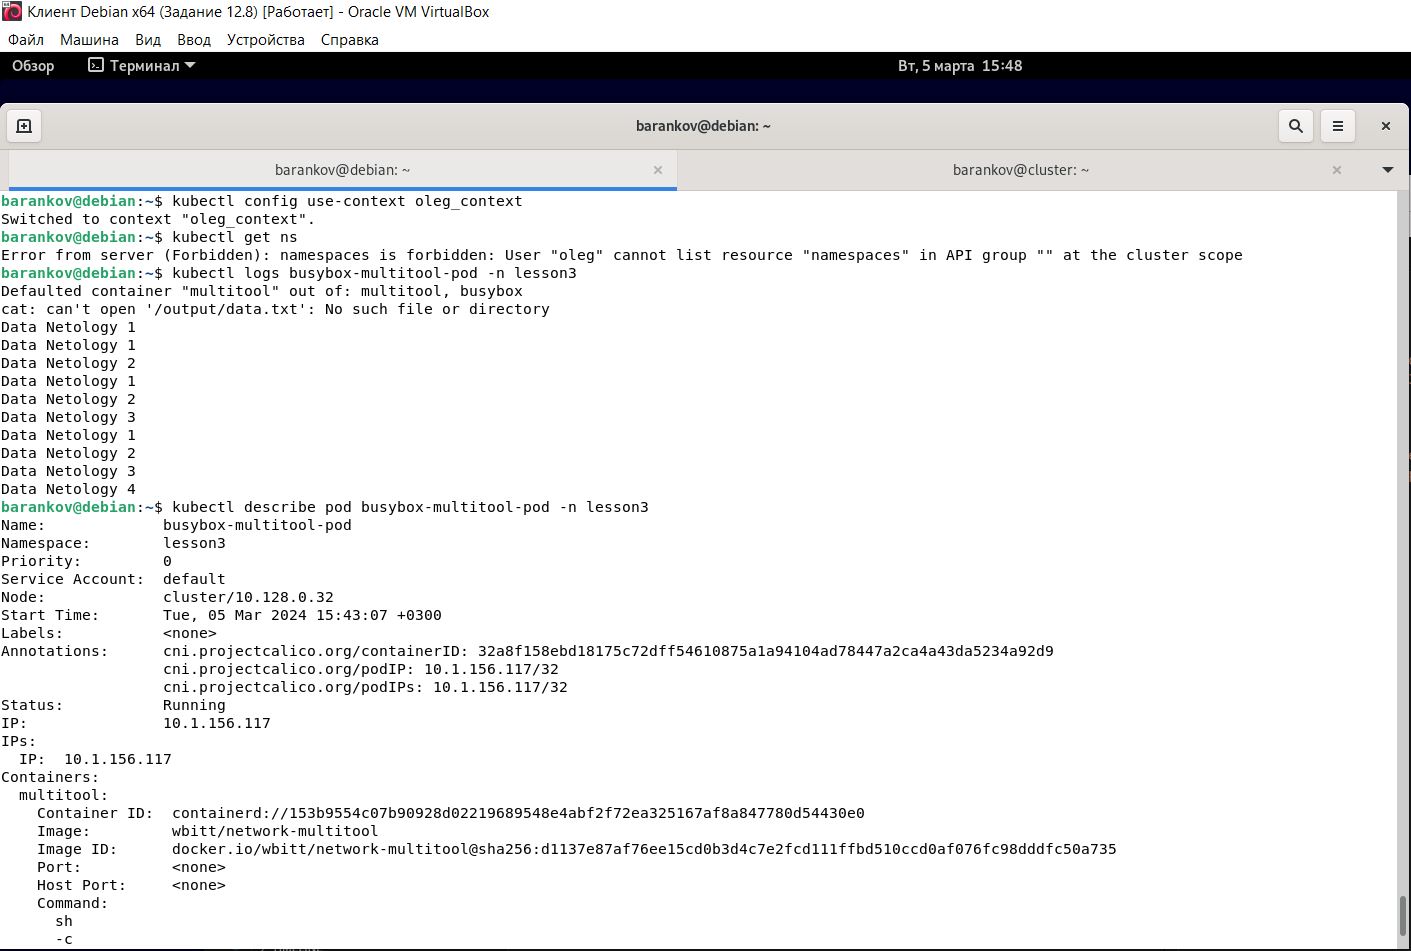 Клиент Debian x64 (Задание 12.8) [Работает] - Oracle VM VirtualBox
Файл Машина Вид Ввод Устройства Справка
Обзор Терминал Вт, 5 марта 15:48
barankov@debian: ~
barankov@debian: ~ barankov@cluster: ~
barankov@debian:~$ kubectl config use-context oleg_context
Switched to context "oleg_context".
barankov@debian:~$ kubectl get ns
Error from server (Forbidden): namespaces is forbidden: User "oleg" cannot list resource "namespaces" in API group "" at the cluster scope
barankov@debian:~$ kubectl logs busybox-multitool-pod -n lesson3
Defaulted container "multitool" out of: multitool, busybox
cat: can't open '/output/data.txt': No such file or directory
Data Netology 1
Data Netology 1
Data Netology 2
Data Netology 1
Data Netology 2
Data Netology 3
Data Netology 1
Data Netology 2
Data Netology 3
Data Netology 4
barankov@debian:~$ kubectl describe pod busybox-multitool-pod -n lesson3
Name:             busybox-multitool-pod
Namespace:        lesson3
Priority:         0
Service Account:  default
Node:             cluster/10.128.0.32
Start Time:       Tue, 05 Mar 2024 15:43:07 +0300
Labels:           <none>
Annotations:      cni.projectcalico.org/containerID: 32a8f158ebd18175c72dff54610875a1a94104ad78447a2ca4a43da5234a92d9
                  cni.projectcalico.org/podIP: 10.1.156.117/32
                  cni.projectcalico.org/podIPs: 10.1.156.117/32
Status:           Running
IP:               10.1.156.117
IPs:
  IP:  10.1.156.117
Containers:
  multitool:
    Container ID:  containerd://153b9554c07b90928d02219689548e4abf2f72ea325167af8a847780d54430e0
    Image:         wbitt/network-multitool
    Image ID:      docker.io/wbitt/network-multitool@sha256:d1137e87af76ee15cd0b3d4c7e2fcd111ffbd510ccd0af076fc98dddfc50a735
    Port:          <none>
    Host Port:     <none>
    Command:
      sh
      -c